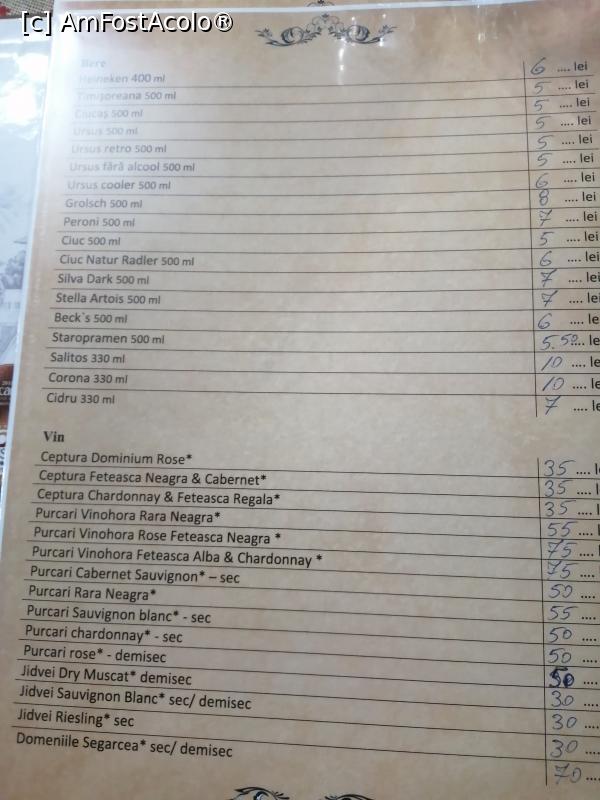 [c] AmFostAcolo®
Bere
Heineken 400 ml 6 .... lei
Timișoreana 500 ml 5 .... lei
Ciucaș 500 ml 5 .... lei
Ursus 500 ml 5 .... lei
Ursus retro 500 ml 5 .... lei
Ursus fără alcool 500 ml 5 .... lei
Ursus cooler 500 ml 6 .... lei
Grolsch 500 ml 8 .... lei
Peroni 500 ml 7 .... lei
Ciuc 500 ml 5 .... lei
Ciuc Natur Radler 500 ml 6 .... lei
Silva Dark 500 ml 7 .... lei
Stella Artois 500 ml 7 .... le
Beck`s 500 ml 6 .... le
Staropramen 500 ml 5.50 .... le
Salitos 330 ml 10 .... le
Corona 330 ml 10 .... le
Cidru 330 ml 7 .... le
Vin
Ceptura Dominium Rose* 35 .... l
Ceptura Feteasca Neagra & Cabernet* 35 .... l
Ceptura Chardonnay & Feteasca Regala* 35 ....
Purcari Vinohora Rara Neagra* 55 ....
Purcari Vinohora Rose Feteasca Neagra * 75 ....
Purcari Vinohora Feteasca Alba & Chardonnay * 75 ....
Purcari Cabernet Sauvignon* – sec 50 ....
Purcari Rara Neagra* 55 ....
Purcari Sauvignon blanc* - sec 50 ....
Purcari chardonnay* - sec 50 ....
Purcari rose* - demisec 50 ....
Jidvei Dry Muscat* demisec 30 ....
Jidvei Sauvignon Blanc* sec/ demisec 30 ....
Jidvei Riesling* sec 30 ....
Domeniile Segarcea* sec/ demisec 70 ....